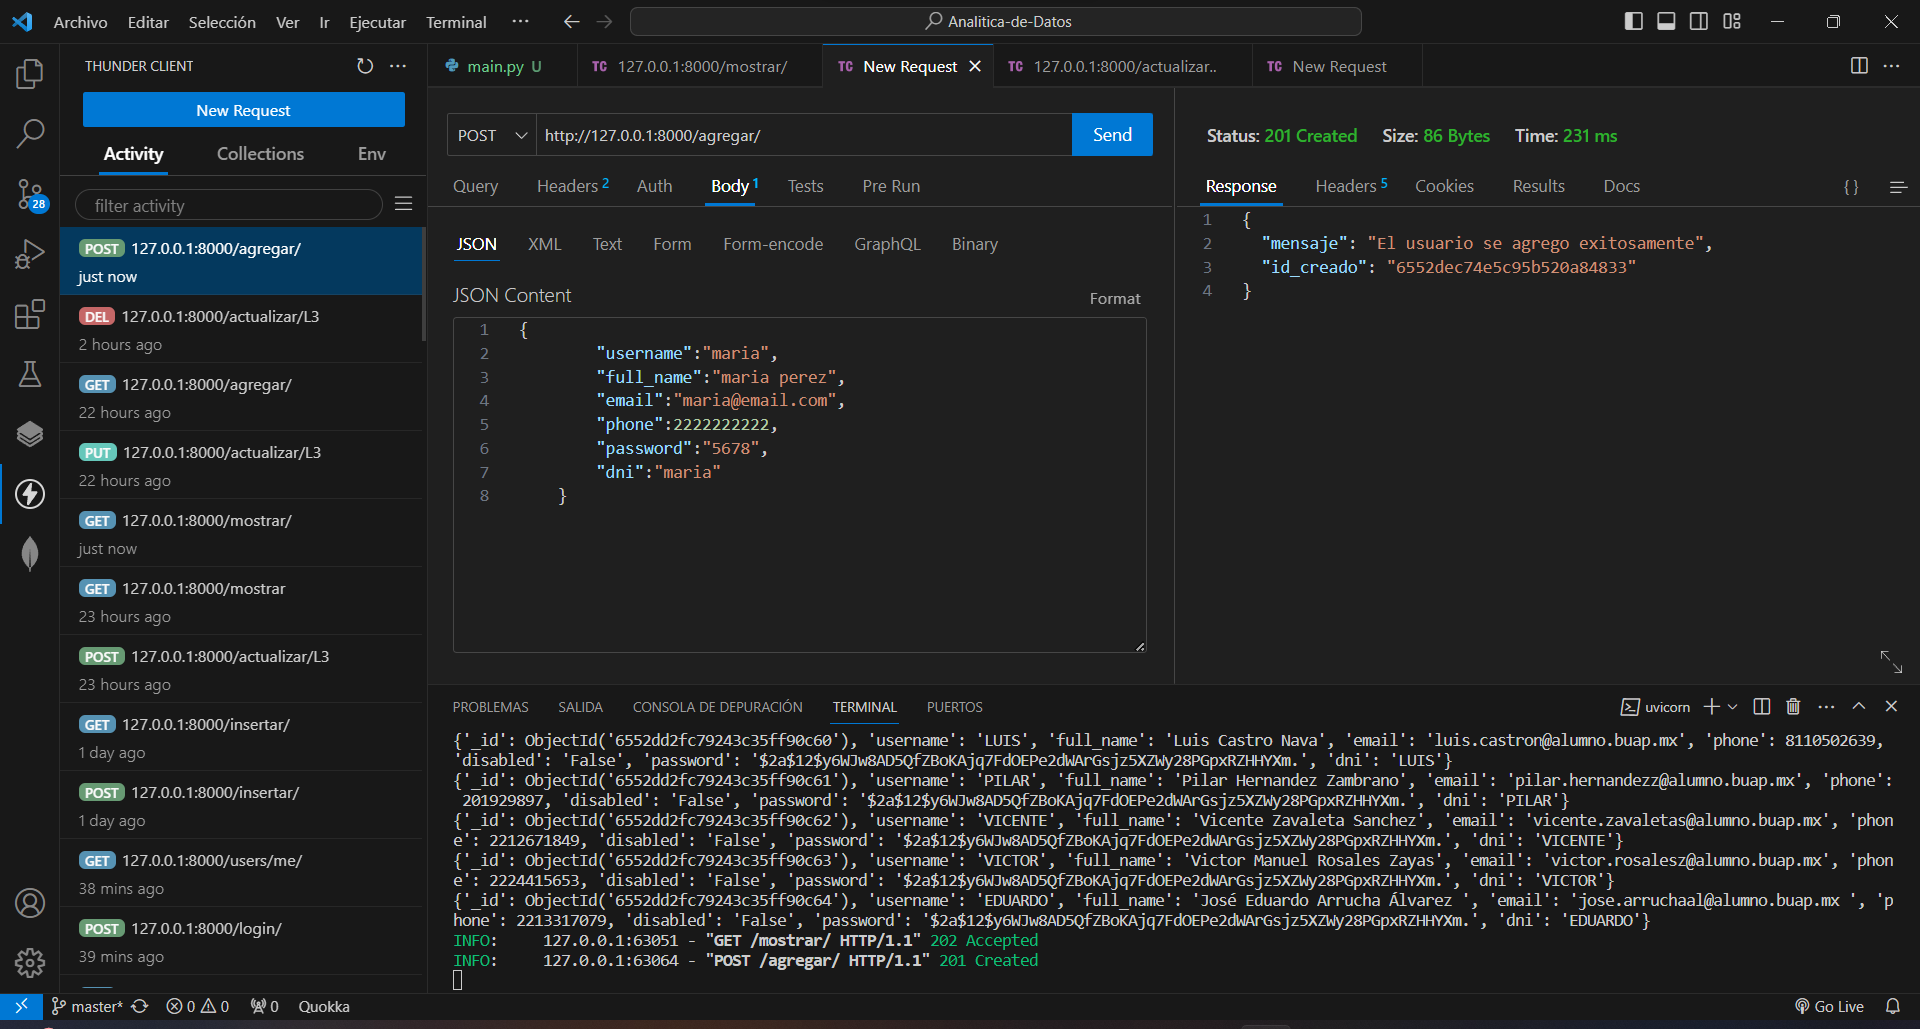 Archivo Editar Selección Ver Ir Ejecutar Terminal ··· Analitica-de-Datos
THUNDER CLIENT
New Request
Activity Collections Env
filter activity
28
POST 127.0.0.1:8000/agregar/
just now
DEL 127.0.0.1:8000/actualizar/L3
2 hours ago
GET 127.0.0.1:8000/agregar/
22 hours ago
PUT 127.0.0.1:8000/actualizar/L3
22 hours ago
GET 127.0.0.1:8000/mostrar/
just now
GET 127.0.0.1:8000/mostrar
23 hours ago
POST 127.0.0.1:8000/actualizar/L3
23 hours ago
GET 127.0.0.1:8000/insertar/
1 day ago
POST 127.0.0.1:8000/insertar/
1 day ago
GET 127.0.0.1:8000/users/me/
38 mins ago
POST 127.0.0.1:8000/login/
39 mins ago
main.py U TC 127.0.0.1:8000/mostrar/ TC New Request TC 127.0.0.1:8000/actualizar.. TC New Request
POST http://127.0.0.1:8000/agregar/ Send
Query Headers 2 Auth Body 1 Tests Pre Run
JSON XML Text Form Form-encode GraphQL Binary
JSON Content Format
1 {
2 "username":"maria",
3 "full_name":"maria perez",
4 "email":"maria@email.com",
5 "phone":2222222222,
6 "password":"5678",
7 "dni":"maria"
8 }
Status: 201 Created Size: 86 Bytes Time: 231 ms
Response Headers 5 Cookies Results Docs { }
1 {
2 "mensaje": "El usuario se agrego exitosamente",
3 "id_creado": "6552dec74e5c95b520a84833"
4 }
PROBLEMAS SALIDA CONSOLA DE DEPURACIÓN TERMINAL PUERTOS uvicorn
{'_id': ObjectId('6552dd2fc79243c35ff90c60'), 'username': 'LUIS', 'full_name': 'Luis Castro Nava', 'email': 'luis.castron@alumno.buap.mx', 'phone': 8110502639,
'disabled': 'False', 'password': '$2a$12$y6WJw8AD5QfZBoKAjq7FdOEPe2dWArGsjz5XZWy28PGpxRZHHYXm.', 'dni': 'LUIS'}
{'_id': ObjectId('6552dd2fc79243c35ff90c61'), 'username': 'PILAR', 'full_name': 'Pilar Hernandez Zambrano', 'email': 'pilar.hernandezz@alumno.buap.mx', 'phone':
201929897, 'disabled': 'False', 'password': '$2a$12$y6WJw8AD5QfZBoKAjq7FdOEPe2dWArGsjz5XZWy28PGpxRZHHYXm.', 'dni': 'PILAR'}
{'_id': ObjectId('6552dd2fc79243c35ff90c62'), 'username': 'VICENTE', 'full_name': 'Vicente Zavaleta Sanchez', 'email': 'vicente.zavaletas@alumno.buap.mx', 'phon
e': 2212671849, 'disabled': 'False', 'password': '$2a$12$y6WJw8AD5QfZBoKAjq7FdOEPe2dWArGsjz5XZWy28PGpxRZHHYXm.', 'dni': 'VICENTE'}
{'_id': ObjectId('6552dd2fc79243c35ff90c63'), 'username': 'VICTOR', 'full_name': 'Victor Manuel Rosales Zayas', 'email': 'victor.rosalesz@alumno.buap.mx', 'phon
e': 2224415653, 'disabled': 'False', 'password': '$2a$12$y6WJw8AD5QfZBoKAjq7FdOEPe2dWArGsjz5XZWy28PGpxRZHHYXm.', 'dni': 'VICTOR'}
{'_id': ObjectId('6552dd2fc79243c35ff90c64'), 'username': 'EDUARDO', 'full_name': 'José Eduardo Arrucha Álvarez ', 'email': 'jose.arruchaal@alumno.buap.mx ', 'p
hone': 2213317079, 'disabled': 'False', 'password': '$2a$12$y6WJw8AD5QfZBoKAjq7FdOEPe2dWArGsjz5XZWy28PGpxRZHHYXm.', 'dni': 'EDUARDO'}
INFO: 127.0.0.1:63051 - "GET /mostrar/ HTTP/1.1" 202 Accepted
INFO: 127.0.0.1:63064 - "POST /agregar/ HTTP/1.1" 201 Created
master* 0 0 0 Quokka Go Live